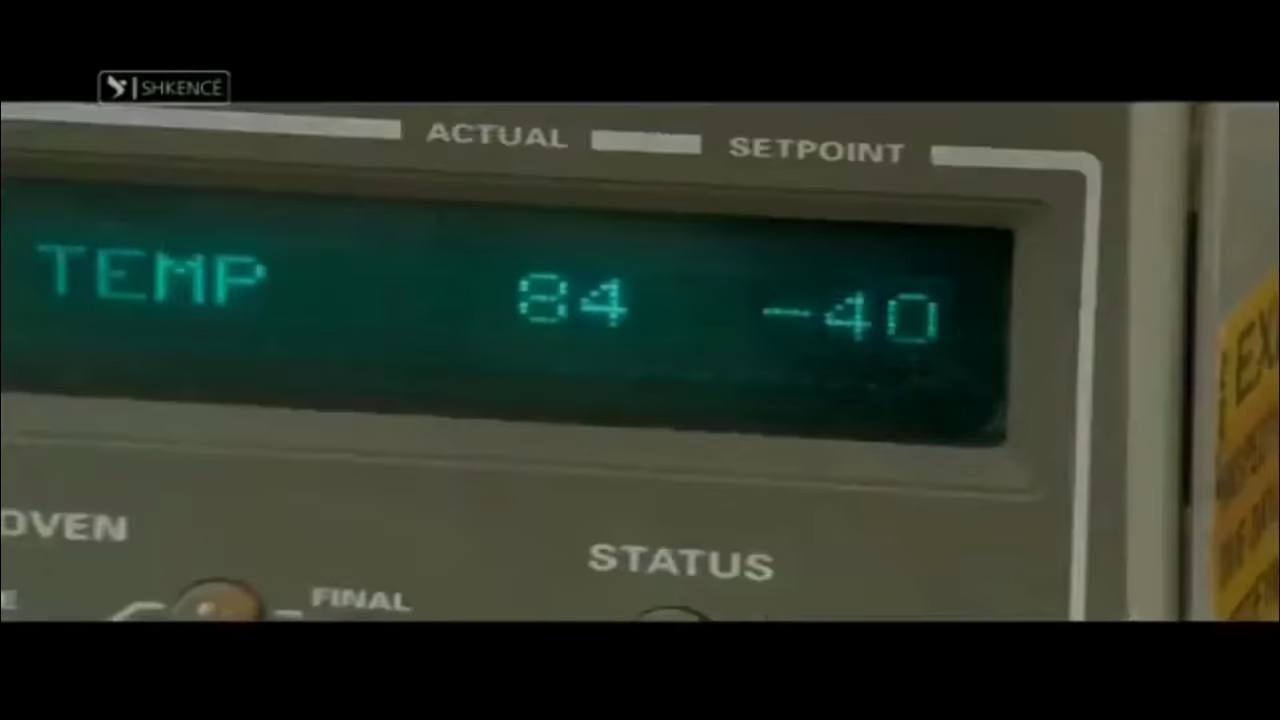 SHKENCË
ACTUAL SETPOINT
TEMP 84 -40
OVEN
STATUS
FINAL